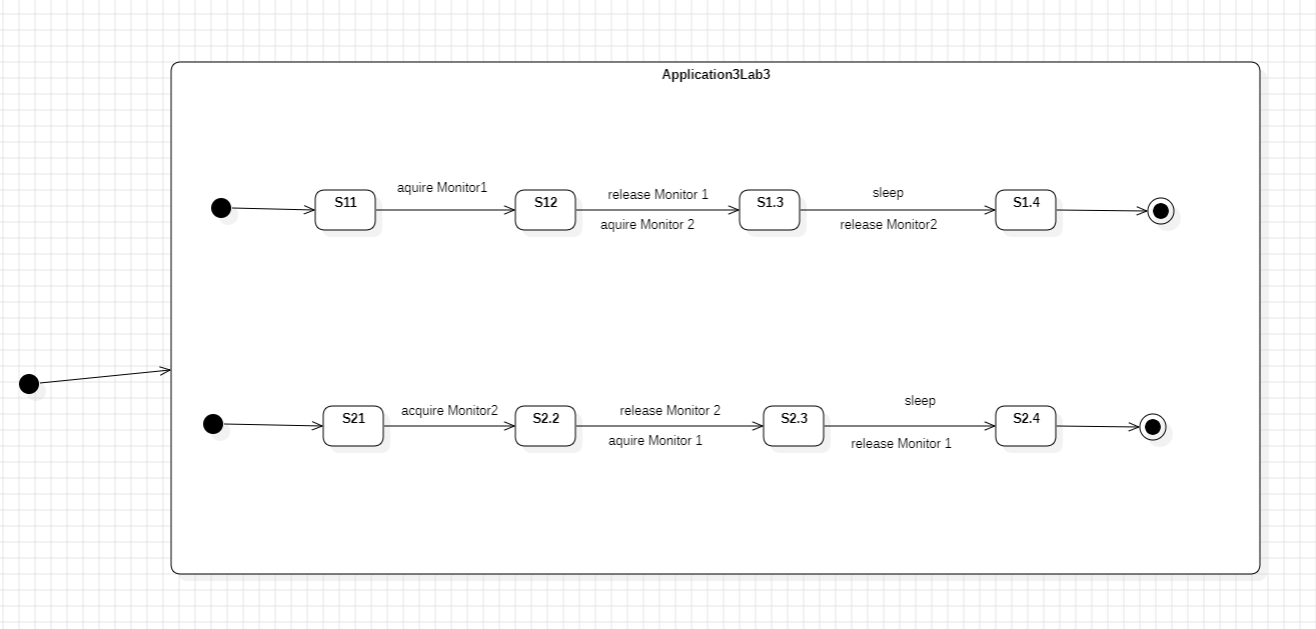 Application3Lab3
S11
aquire Monitor1
S12
release Monitor 1
aquire Monitor 2
S1.3
sleep
release Monitor2
S1.4
S21
acquire Monitor2
S2.2
release Monitor 2
aquire Monitor 1
S2.3
sleep
release Monitor 1
S2.4